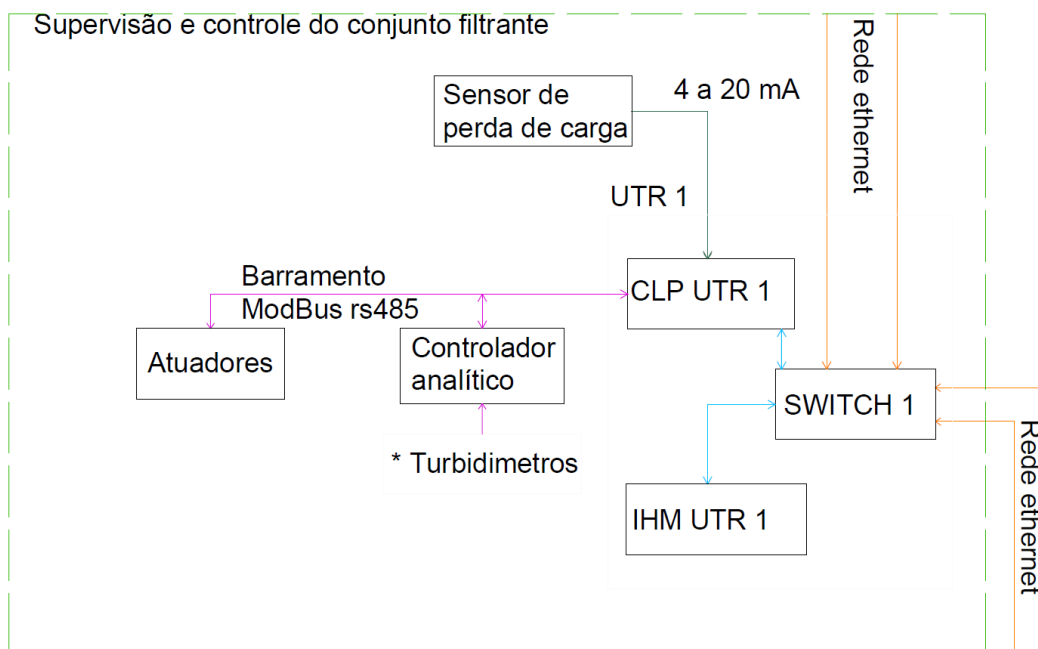 Supervisão e controle do conjunto filtrante
Rede ethernet
Sensor de
perda de carga
4 a 20 mA
UTR 1
Barramento
ModBus rs485
CLP UTR 1
Atuadores
Controlador
analítico
SWITCH 1
* Turbidimetros
IHM UTR 1
Rede ethernet